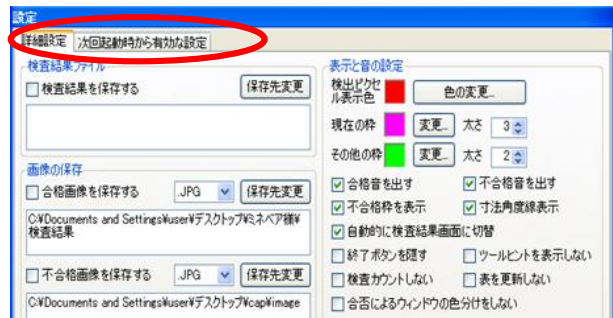 設定
詳細設定 次回起動時から有効な設定
検査結果ファイル
検査結果を保存する 保存先変更
画像の保存
合格画像を保存する .JPG 保存先変更
C:¥Documents and Settings¥user¥デスクトップ¥ミネベア様¥
検査結果
不合格画像を保存する .JPG 保存先変更
C:¥Documents and Settings¥user¥デスクトップ¥cap¥image
表示と音の設定
検出ピクセ
ル表示色 色の変更...
現在の枠 変更... 太さ 3
その他の枠 変更... 太さ 2
合格音を出す 不合格音を出す
不合格枠を表示 寸法角度線表示
自動的に検査結果画面に切替
終了ボタンを隠す ツールヒントを表示しない
検査カウントしない 表を更新しない
合否によるウィンドウの色分けをしない